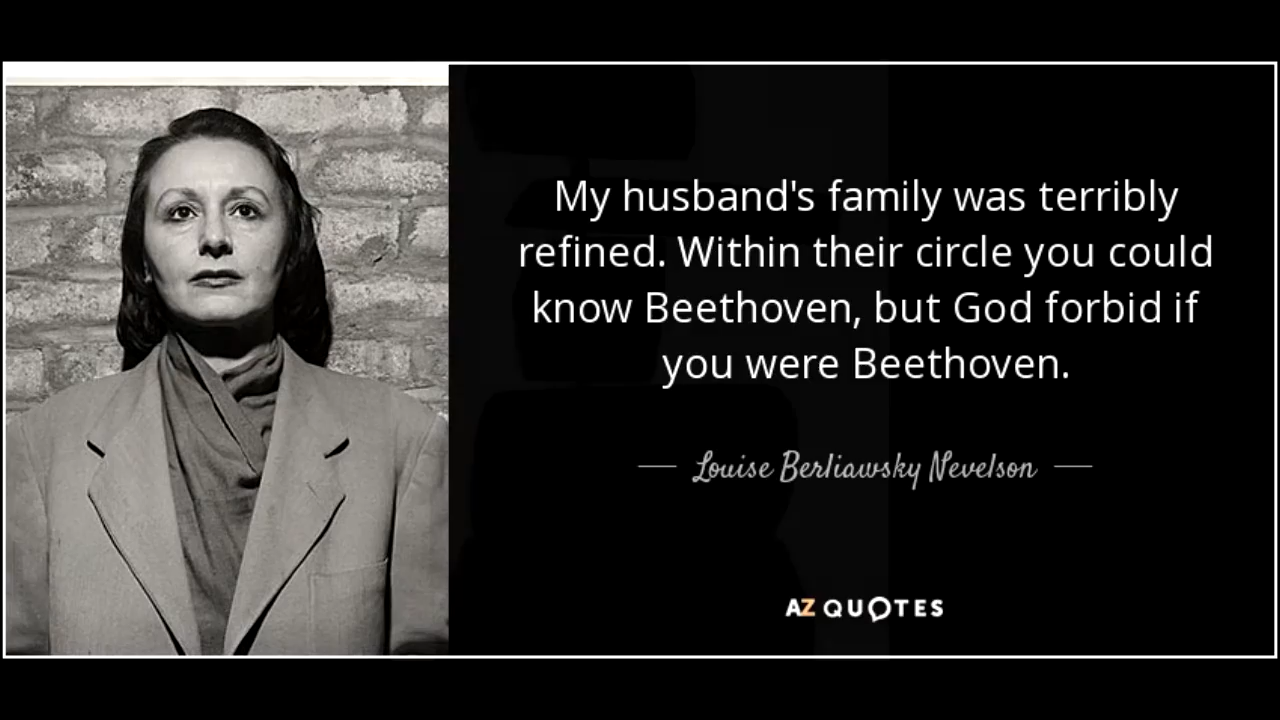 My husband's family was terribly
refined. Within their circle you could
know Beethoven, but God forbid if
you were Beethoven.
Louise Berliawsky Nevelson
AZ QUOTES